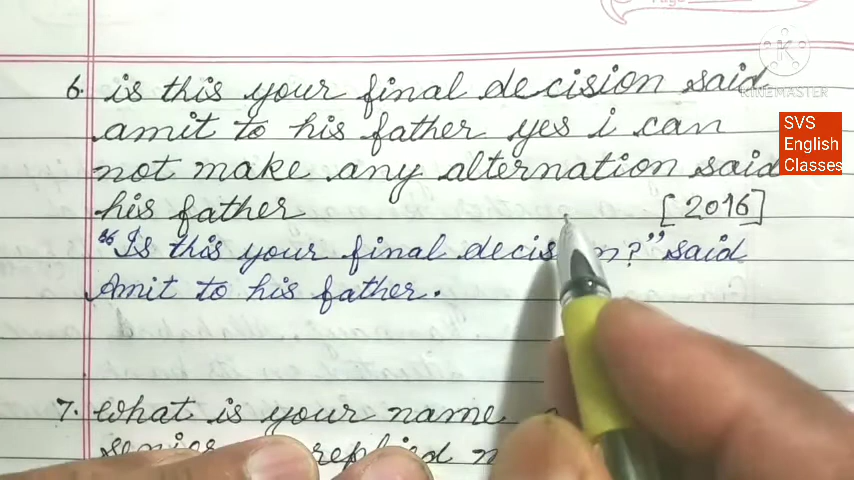 6. is this your final decision said
amit to his father yes i can
not make any alternation said
his father [2016]
"Is this your final decision?" said
Amit to his father.
7. What is your name
replied
KINEMASTER
SVS
English
Classes